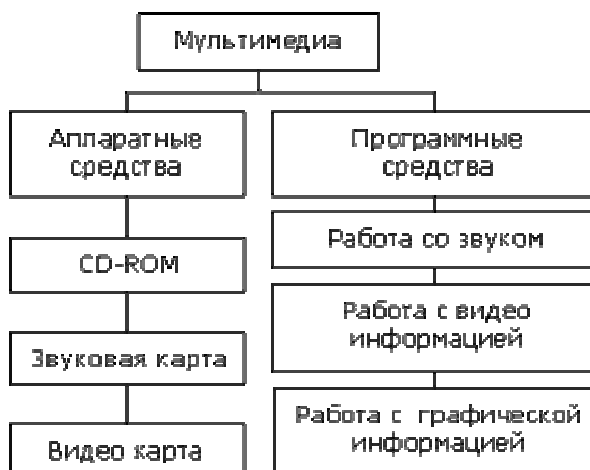 Мультимедиа
Аппаратные
средства
CD-ROM
Звуковая карта
Видео карта
Программные
средства
Работа со звуком
Работа с видео
информацией
Работа с графической
информацией